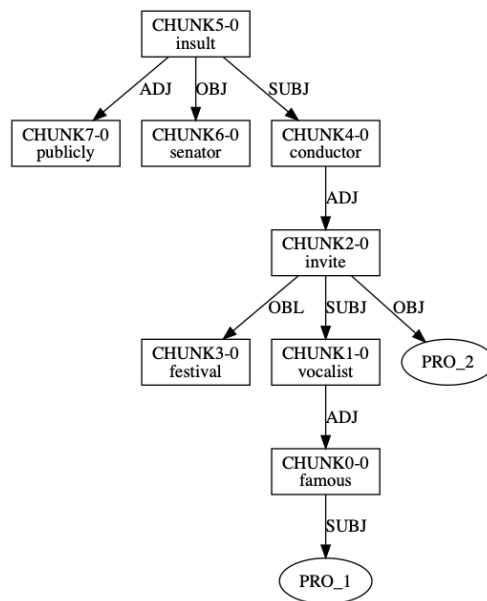 CHUNK5-0
insult
ADJ
OBJ
SUBJ
CHUNK7-0
publicly
CHUNK6-0
senator
CHUNK4-0
conductor
ADJ
CHUNK2-0
invite
OBL
SUBJ
OBJ
CHUNK3-0
festival
CHUNK1-0
vocalist
PRO_2
ADJ
CHUNK0-0
famous
SUBJ
PRO_1